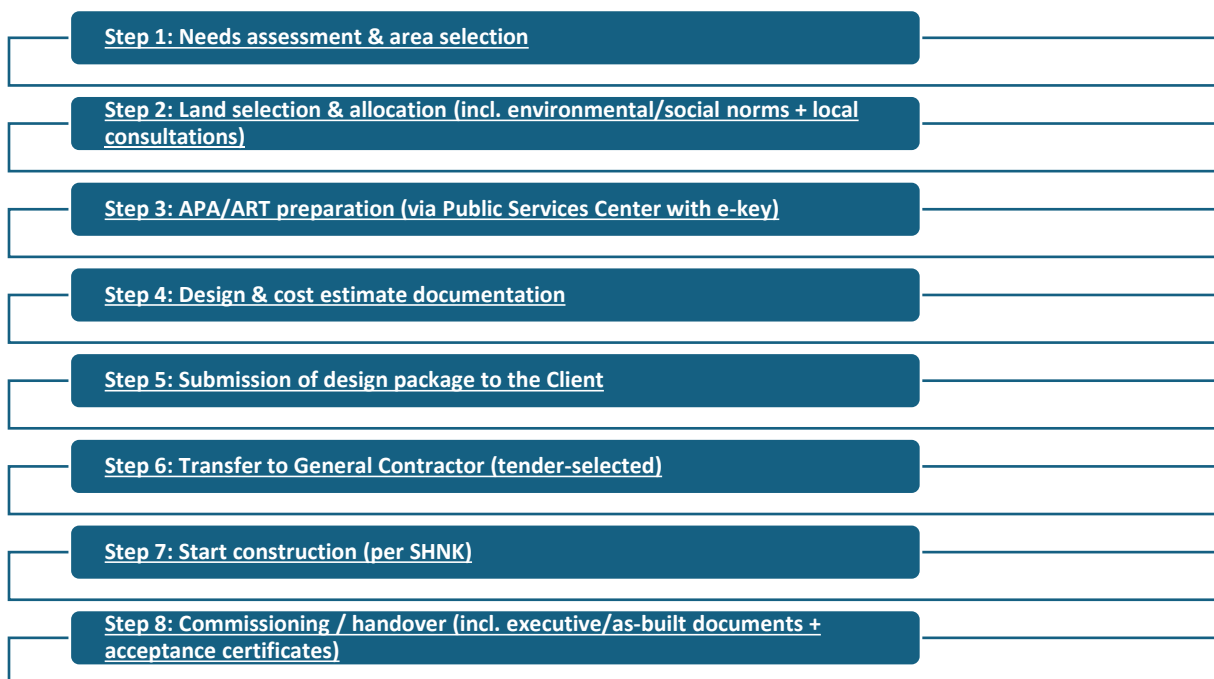 Step 1: Needs assessment & area selection
Step 2: Land selection & allocation (incl. environmental/social norms + local
consultations)
Step 3: APA/ART preparation (via Public Services Center with e-key)
Step 4: Design & cost estimate documentation
Step 5: Submission of design package to the Client
Step 6: Transfer to General Contractor (tender-selected)
Step 7: Start construction (per SHNK)
Step 8: Commissioning / handover (incl. executive/as-built documents +
acceptance certificates)